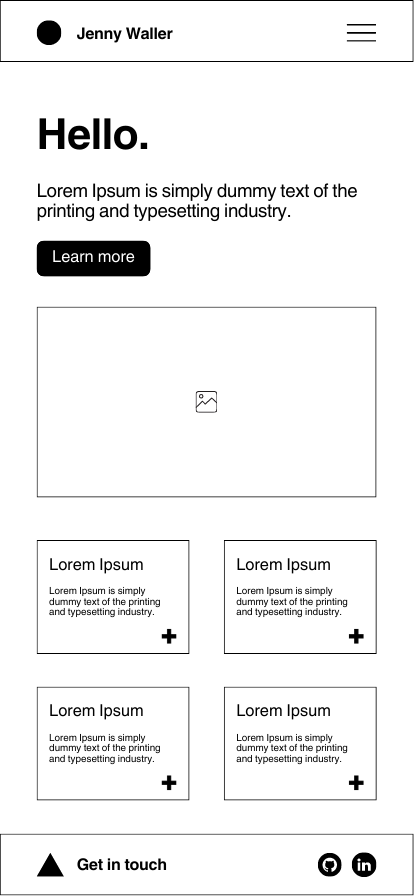 Jenny Waller
Hello.
Lorem Ipsum is simply dummy text of the
printing and typesetting industry.
Learn more
Lorem Ipsum
Lorem Ipsum is simply
dummy text of the printing
and typesetting industry.
Lorem Ipsum
Lorem Ipsum is simply
dummy text of the printing
and typesetting industry.
Lorem Ipsum
Lorem Ipsum is simply
dummy text of the printing
and typesetting industry.
Lorem Ipsum
Lorem Ipsum is simply
dummy text of the printing
and typesetting industry.
Get in touch
in